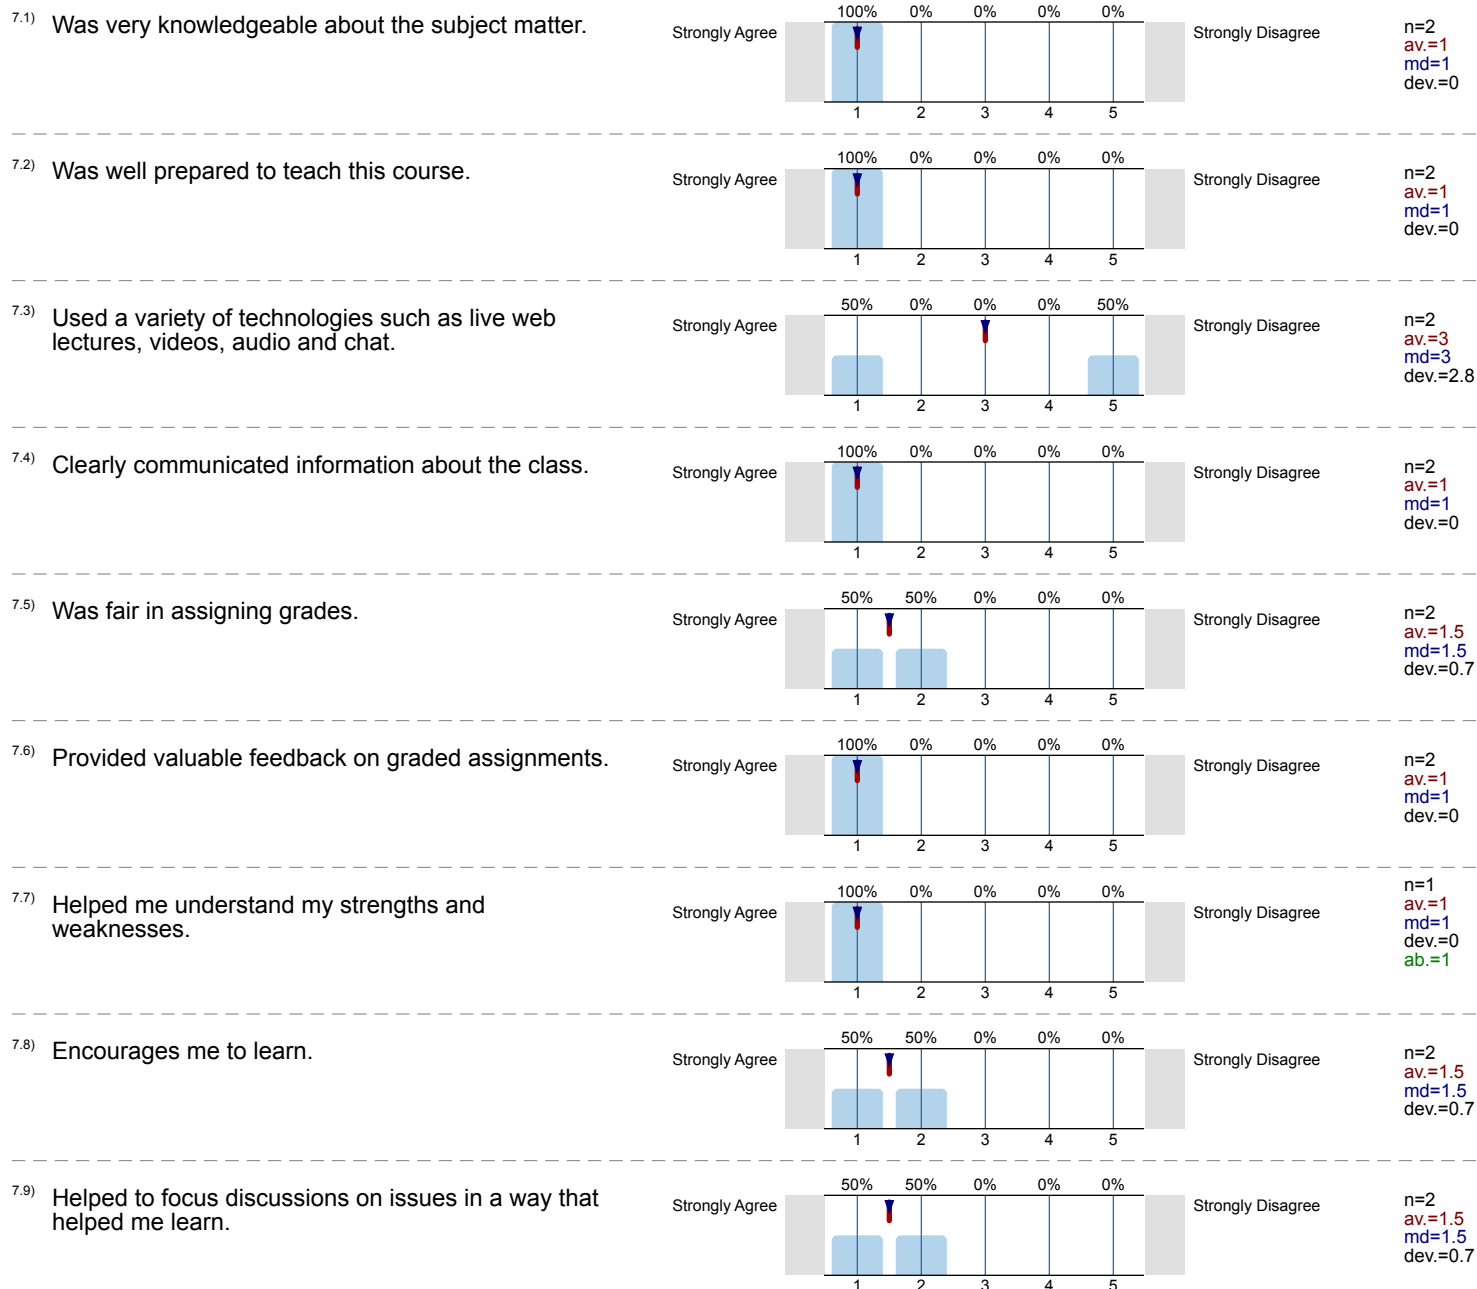 7.1) Was very knowledgeable about the subject matter.
Strongly Agree
100% 0% 0% 0% 0%
1 2 3 4 5
Strongly Disagree
n=2
av.=1
md=1
dev.=0
7.2) Was well prepared to teach this course.
Strongly Agree
100% 0% 0% 0% 0%
1 2 3 4 5
Strongly Disagree
n=2
av.=1
md=1
dev.=0
7.3) Used a variety of technologies such as live web
lectures, videos, audio and chat.
Strongly Agree
50% 0% 0% 0% 50%
1 2 3 4 5
Strongly Disagree
n=2
av.=3
md=3
dev.=2.8
7.4) Clearly communicated information about the class.
Strongly Agree
100% 0% 0% 0% 0%
1 2 3 4 5
Strongly Disagree
n=2
av.=1
md=1
dev.=0
7.5) Was fair in assigning grades.
Strongly Agree
50% 50% 0% 0% 0%
1 2 3 4 5
Strongly Disagree
n=2
av.=1.5
md=1.5
dev.=0.7
7.6) Provided valuable feedback on graded assignments.
Strongly Agree
100% 0% 0% 0% 0%
1 2 3 4 5
Strongly Disagree
n=2
av.=1
md=1
dev.=0
7.7) Helped me understand my strengths and
weaknesses.
Strongly Agree
100% 0% 0% 0% 0%
1 2 3 4 5
Strongly Disagree
n=1
av.=1
md=1
dev.=0
ab.=1
7.8) Encourages me to learn.
Strongly Agree
50% 50% 0% 0% 0%
1 2 3 4 5
Strongly Disagree
n=2
av.=1.5
md=1.5
dev.=0.7
7.9) Helped to focus discussions on issues in a way that
helped me learn.
Strongly Agree
50% 50% 0% 0% 0%
1 2 3 4 5
Strongly Disagree
n=2
av.=1.5
md=1.5
dev.=0.7